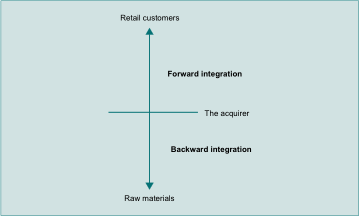 Retail customers
Forward integration
The acquirer
Backward integration
Raw materials